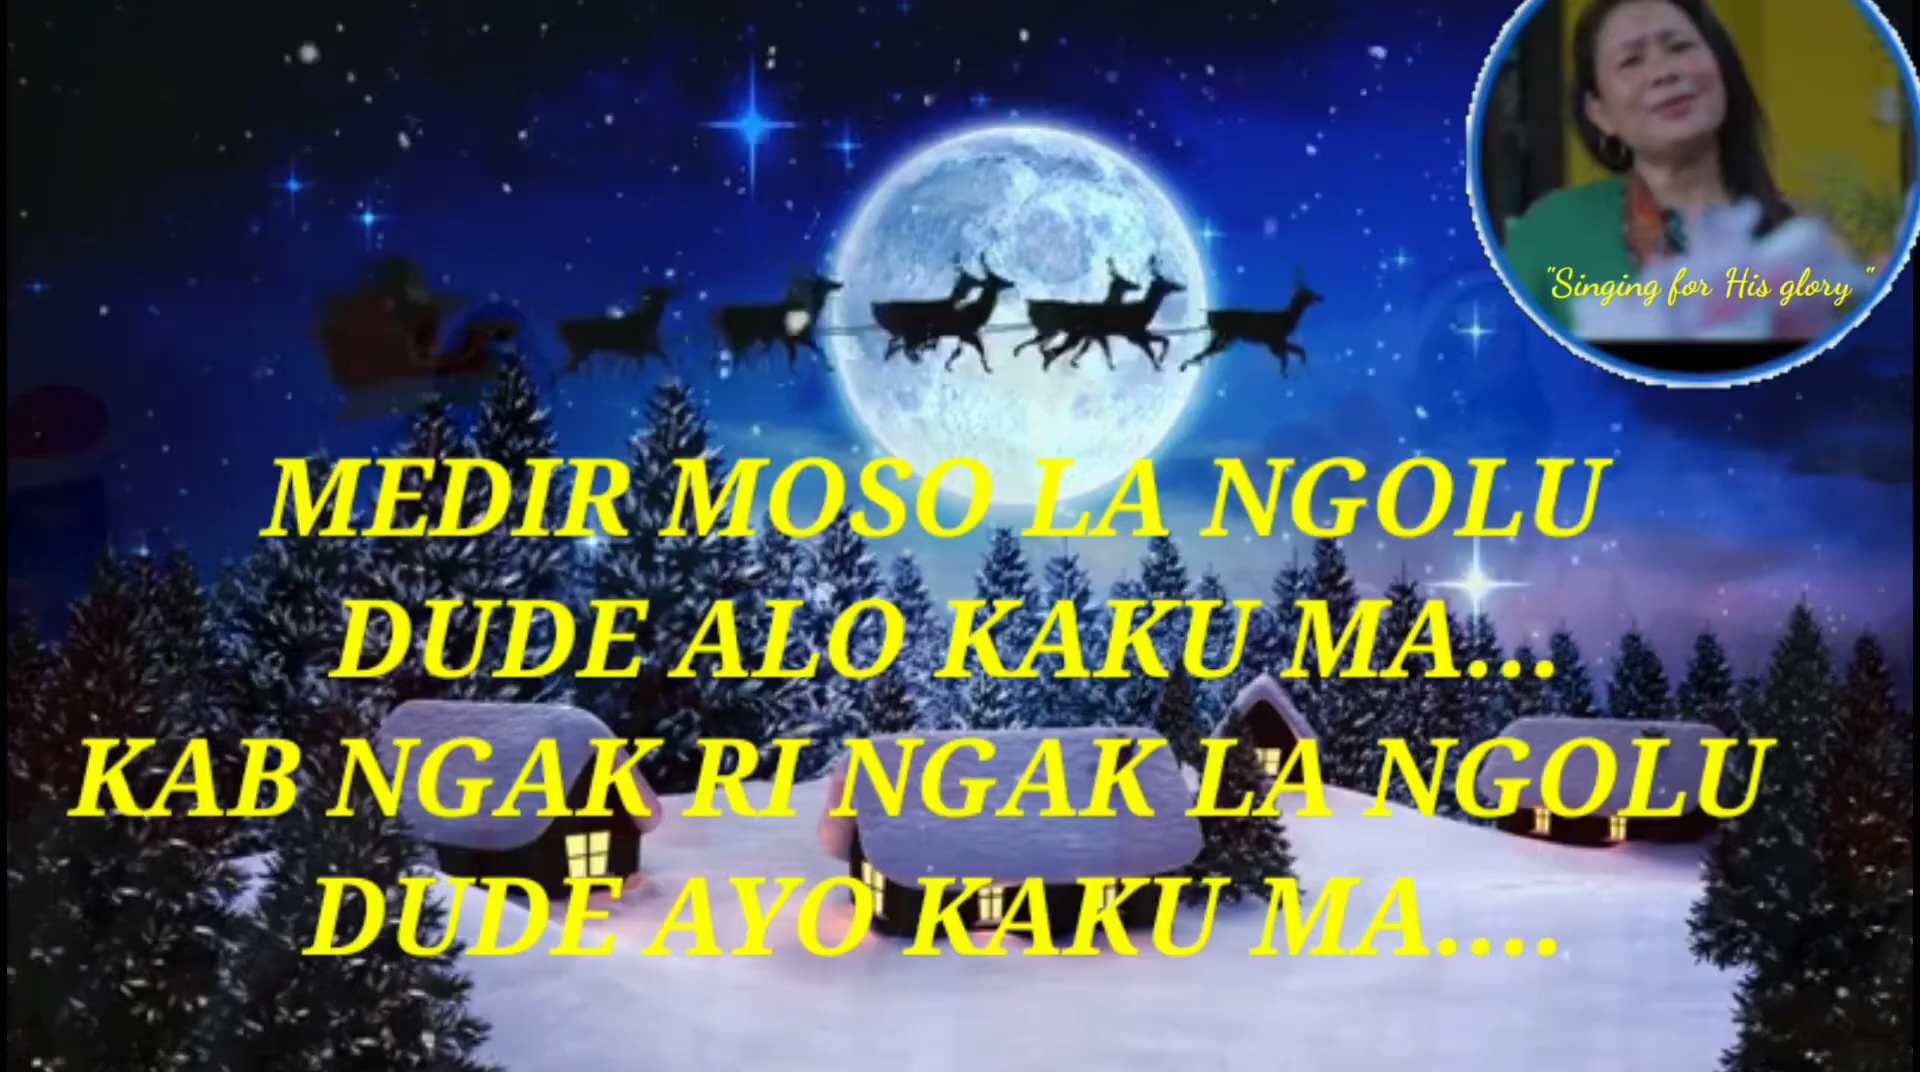 "Singing for His glory"
MEDIR MOSO LA NGOLU
DUDE ALO KAKU MA...
KAB NGAK RI NGAK LA NGOLU
DUDE AYO KAKU MA....